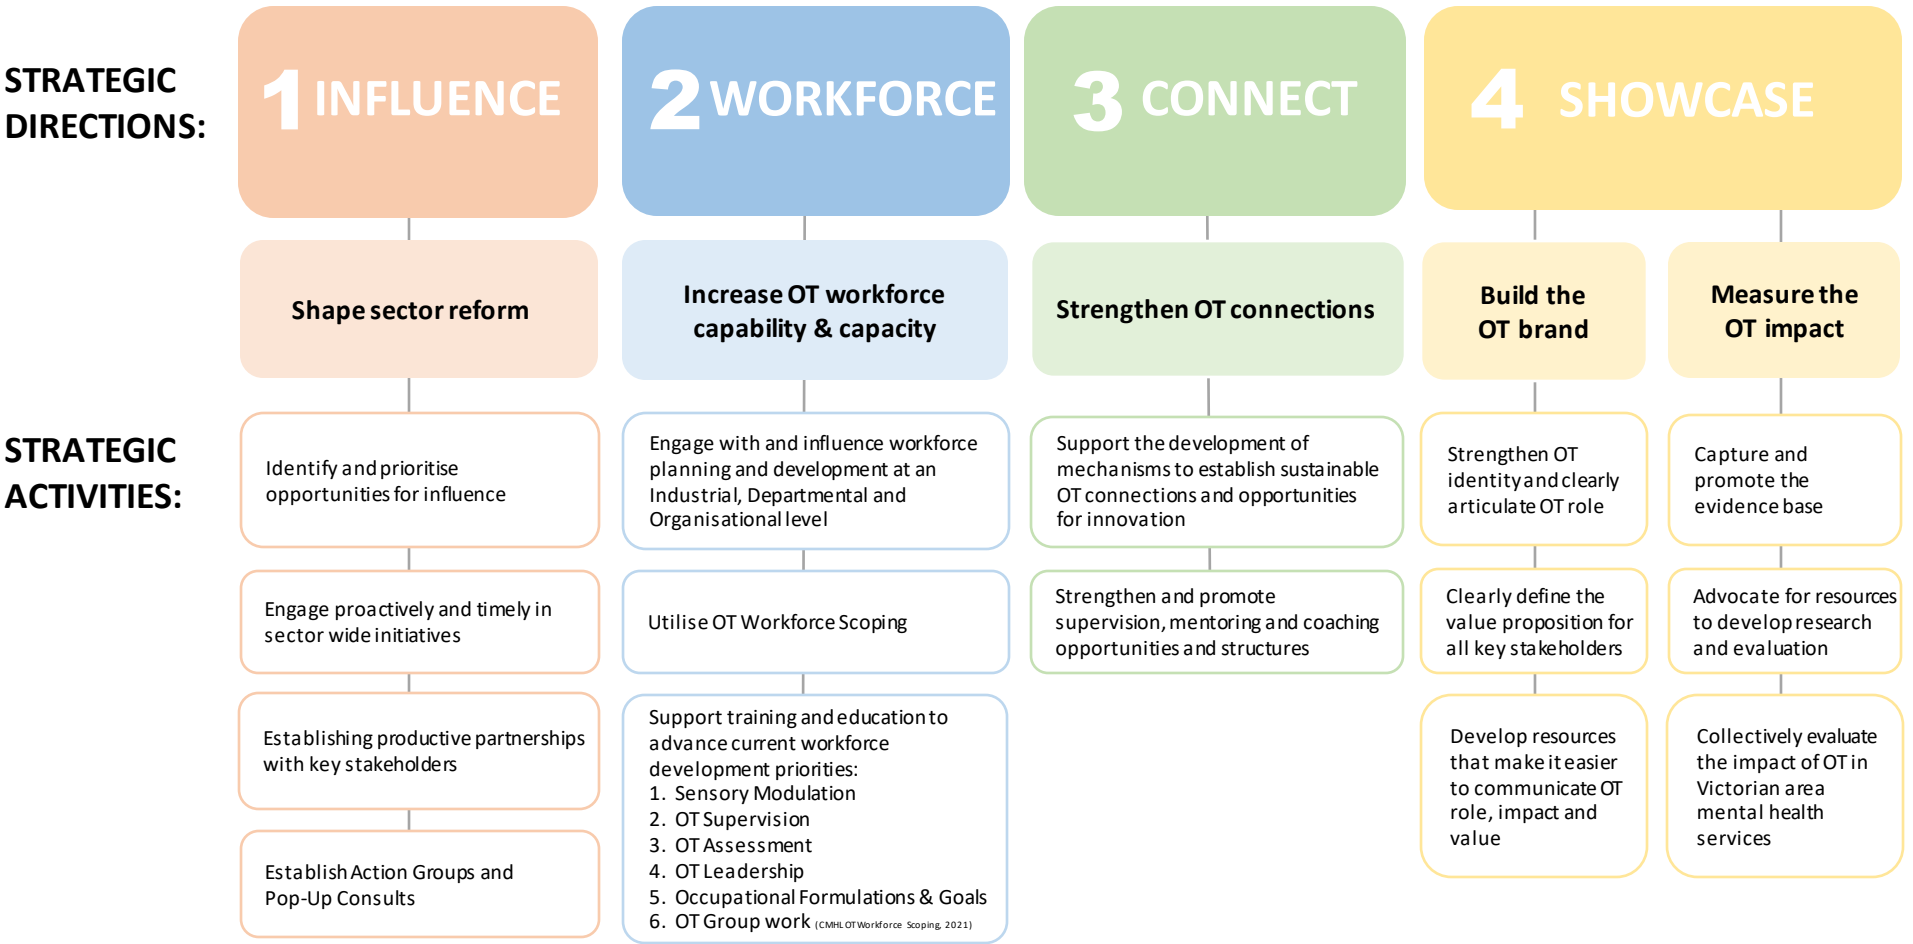 STRATEGIC
DIRECTIONS:
1 INFLUENCE
2 WORKFORCE
3 CONNECT
4 SHOWCASE
Shape sector reform
Increase OT workforce
capability & capacity
Strengthen OT connections
Build the
OT brand
Measure the
OT impact
STRATEGIC
ACTIVITIES:
Identify and prioritise
opportunities for influence
Engage proactively and timely in
sector wide initiatives
Establishing productive partnerships
with key stakeholders
Establish Action Groups and
Pop-Up Consults
Engage with and influence workforce
planning and development at an
Industrial, Departmental and
Organisational level
Utilise OT Workforce Scoping
Support training and education to
advance current workforce
development priorities:
1. Sensory Modulation
2. OT Supervision
3. OT Assessment
4. OT Leadership
5. Occupational Formulations & Goals
6. OT Group work (CMHL OT Workforce Scoping, 2021)
Support the development of
mechanisms to establish sustainable
OT connections and opportunities
for innovation
Strengthen and promote
supervision, mentoring and coaching
opportunities and structures
Strengthen OT
identity and clearly
articulate OT role
Clearly define the
value proposition for
all key stakeholders
Develop resources
that make it easier
to communicate OT
role, impact and
value
Capture and
promote the
evidence base
Advocate for resources
to develop research
and evaluation
Collectively evaluate
the impact of OT in
Victorian area
mental health
services